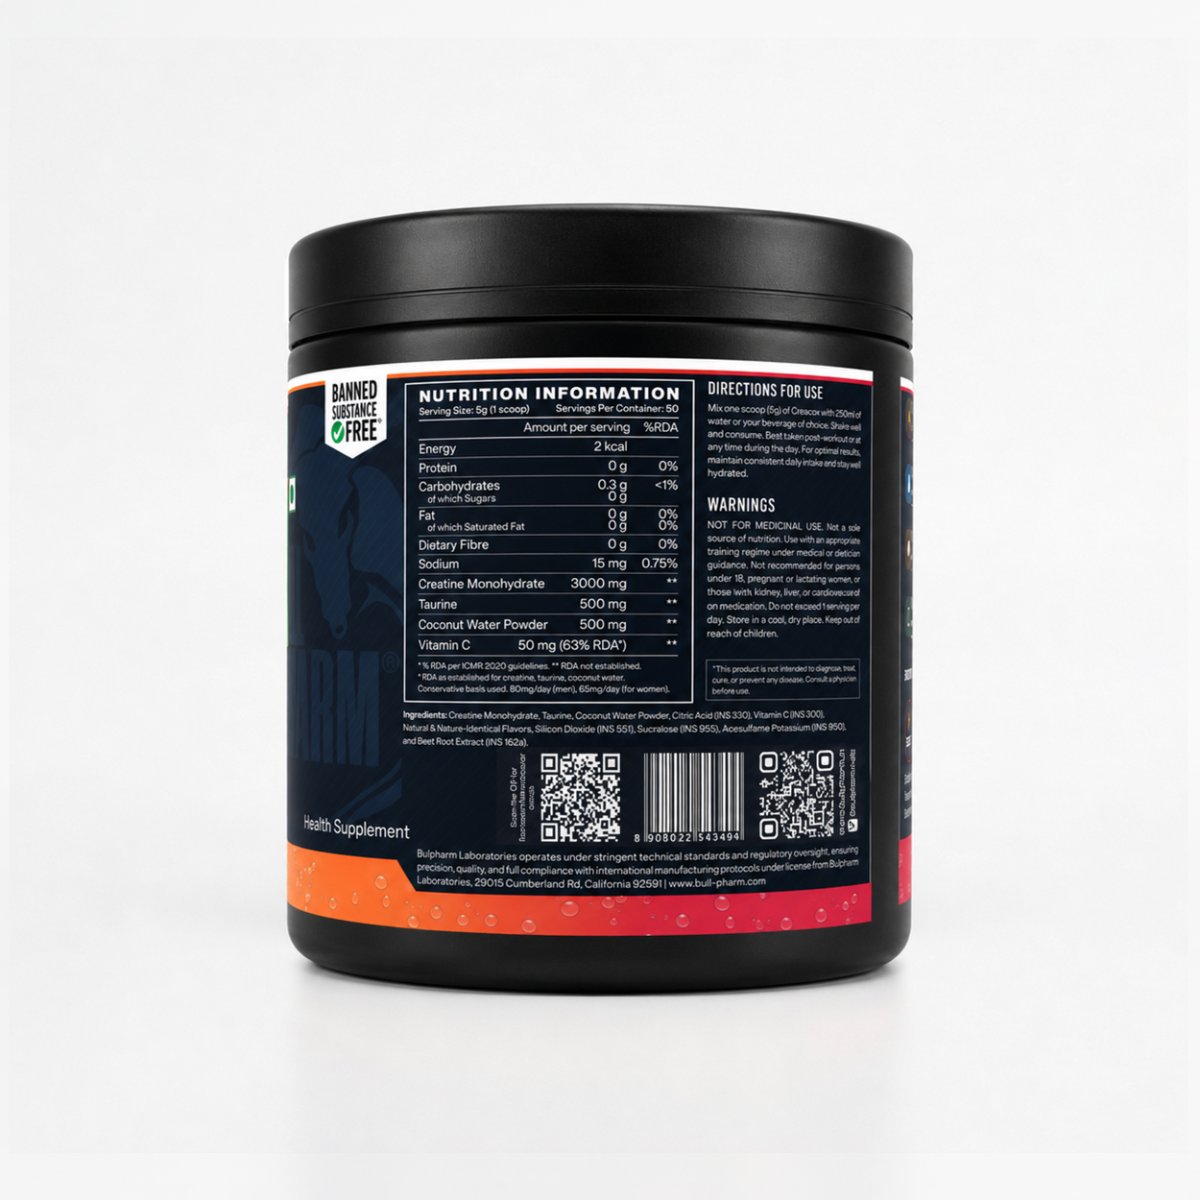 BANNED
SUBSTANCE
FREE
NUTRITION INFORMATION
Serving Size: 5g (1 scoop) Servings Per Container: 50
Amount per serving %RDA
Energy 2 kcal
Protein 0 g 0%
Carbohydrates 0.3 g <1%
of which Sugars 0 g
Fat 0 g 0%
of which Saturated Fat 0 g 0%
Dietary Fibre 0 g 0%
Sodium 15 mg 0.75%
Creatine Monohydrate 3000 mg **
Taurine 500 mg **
Coconut Water Powder 500 mg **
Vitamin C 50 mg (63% RDA*) **
*% RDA per ICMR 2020 guidelines. ** RDA not established.
*RDA as established for creatine, taurine, coconut water.
Conservative basis used. 80mg/day (men), 65mg/day (for women).
DIRECTIONS FOR USE
Mix one scoop (5g) of Creacox with 250ml of
water or your beverage of choice. Shake well
and consume. Best taken post-workout or at
any time during the day. For optimal results,
maintain consistent daily intake and stay well
hydrated.
WARNINGS
NOT FOR MEDICINAL USE. Not a sole
source of nutrition. Use with an appropriate
training regime under medical or
guidance. Not recommended for persons
under 18, pregnant or lactating women, or
those with kidney, liver, or
on medication. Do not exceed 1 serving per
day. Store in a cool, dry place. Keep out of
reach of children.
*This product is not intended to diagnose, treat,
cure, or prevent any disease. Consult a physician
before use.
Ingredients: Creatine Monohydrate, Taurine, Coconut Water Powder, Citric Acid (INS 330), Vitamin C (INS 300),
Natural & Nature-Identical Flavors, Silicon Dioxide (INS 551), Sucralose (INS 955), Acesulfame Potassium (INS 950),
and Beet Root Extract (INS 162a).
8 908022 543494
ARM®
Health Supplement
Bulpharm Laboratories operates under stringent technical standards and regulatory oversight, ensuring
precision, quality, and full compliance with international manufacturing protocols under license from Bulpharm
Laboratories, 29015 Cumberland Rd, California 92591 | www.bull-pharm.com